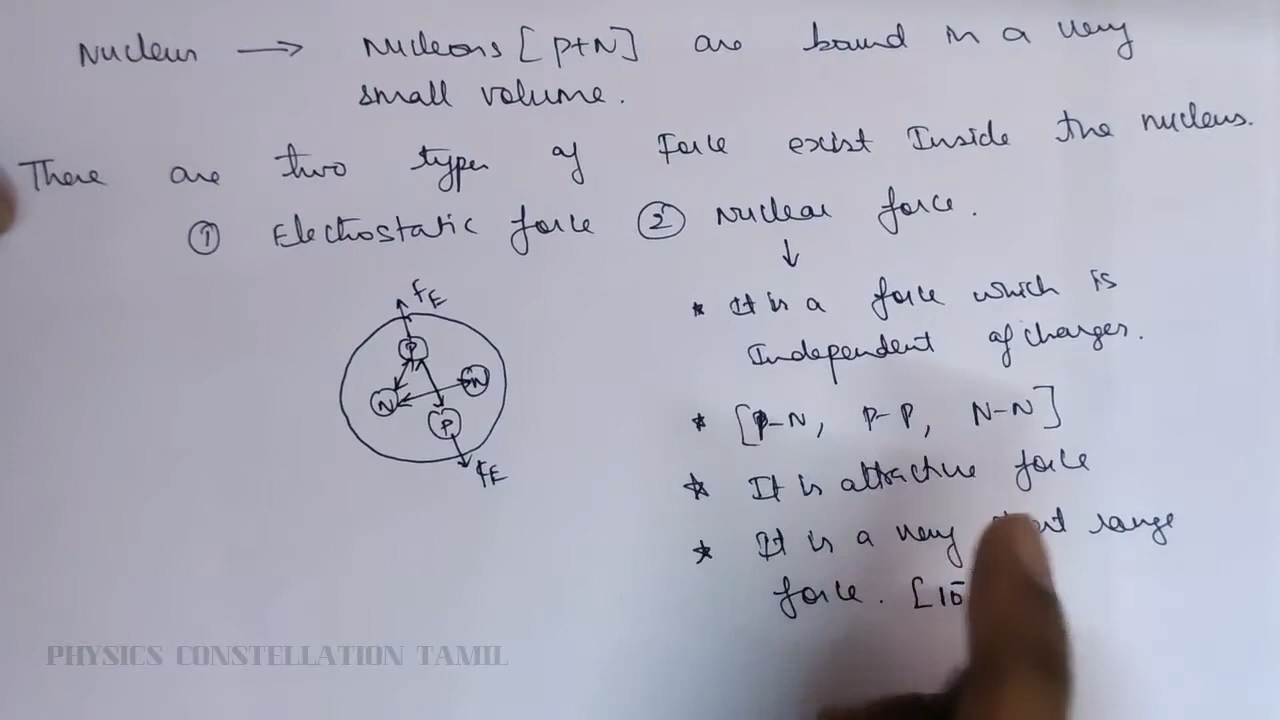 Nucleus → Nucleons [P+N] are bound in a very
small volume.
There are two types of Force exist Inside the nucleus.
① Electrostatic force ② Nuclear force.
↓
* It is a force which is
Independent of charges.
* [P-N, P-P, N-N]
* It is attractive force
* It is a very range
force. [10
F_E
P
N
N
P
F_E
PHYSICS CONSTELLATION TAMIL